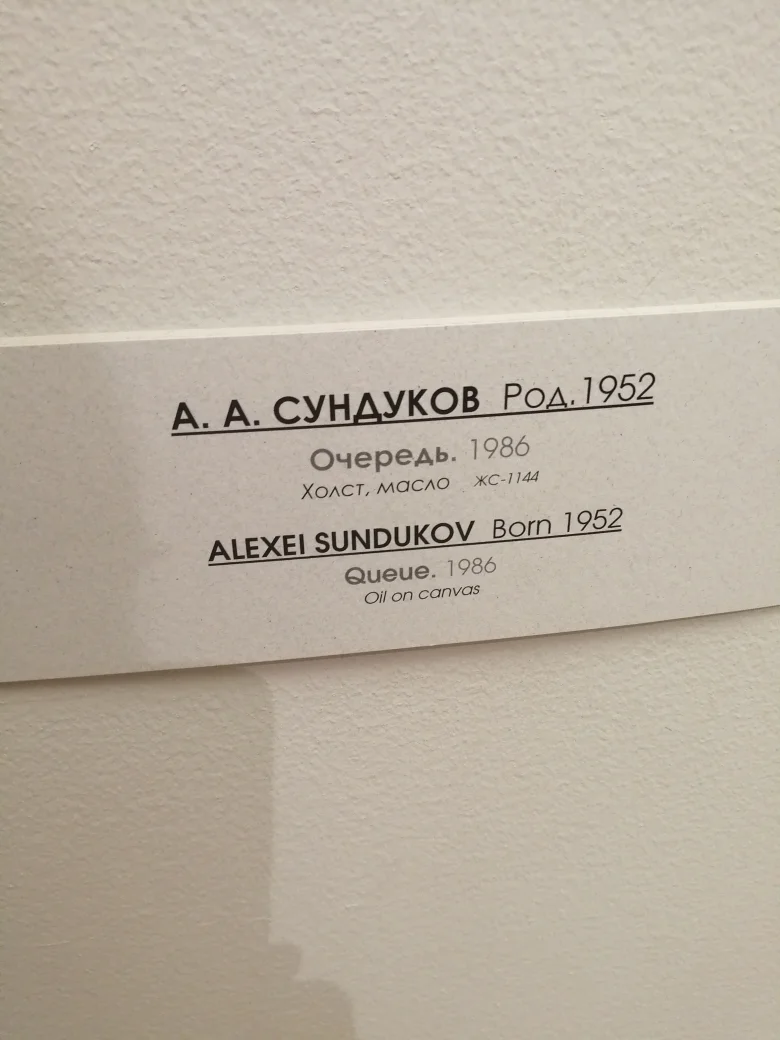 А. А. СУНДУКОВ Род.1952
Очередь. 1986
Холст, масло ЖС-1144
ALEXEI SUNDUKOV Born 1952
Queue. 1986
Oil on canvas